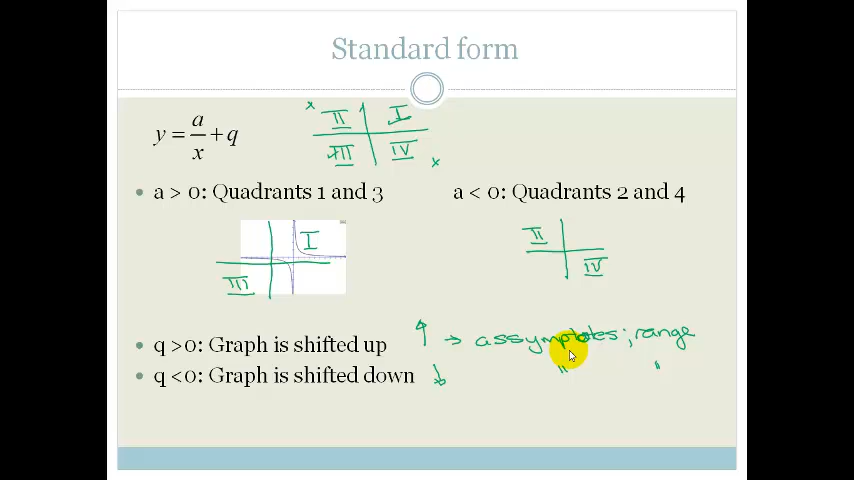 Standard form
y = a/x + q
II I
III IV
a > 0: Quadrants 1 and 3
a < 0: Quadrants 2 and 4
I
III
II
IV
q >0: Graph is shifted up ↑ → assymptotes; range
q <0: Graph is shifted down ↓ " "